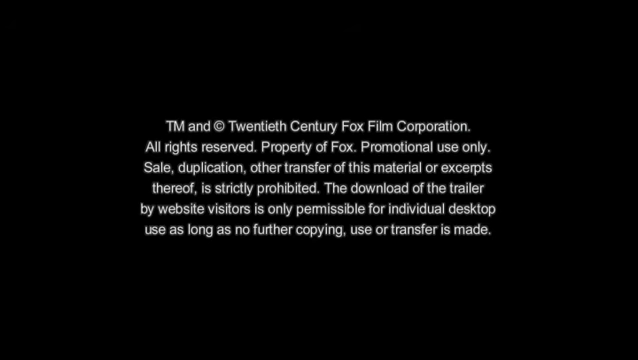 TM and © Twentieth Century Fox Film Corporation.
All rights reserved. Property of Fox. Promotional use only.
Sale, duplication, other transfer of this material or excerpts
thereof, is strictly prohibited. The download of the trailer
by website visitors is only permissible for individual desktop
use as long as no further copying, use or transfer is made.